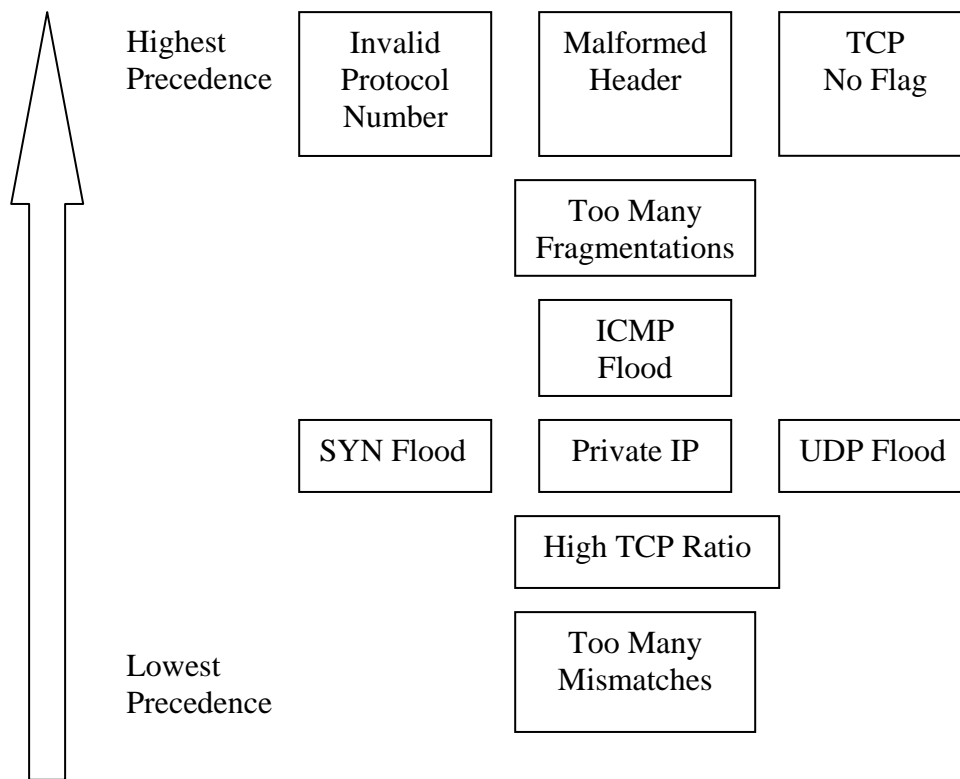 Highest
Precedence
Invalid
Protocol
Number
Malformed
Header
TCP
No Flag
Too Many
Fragmentations
ICMP
Flood
SYN Flood
Private IP
UDP Flood
High TCP Ratio
Too Many
Mismatches
Lowest
Precedence